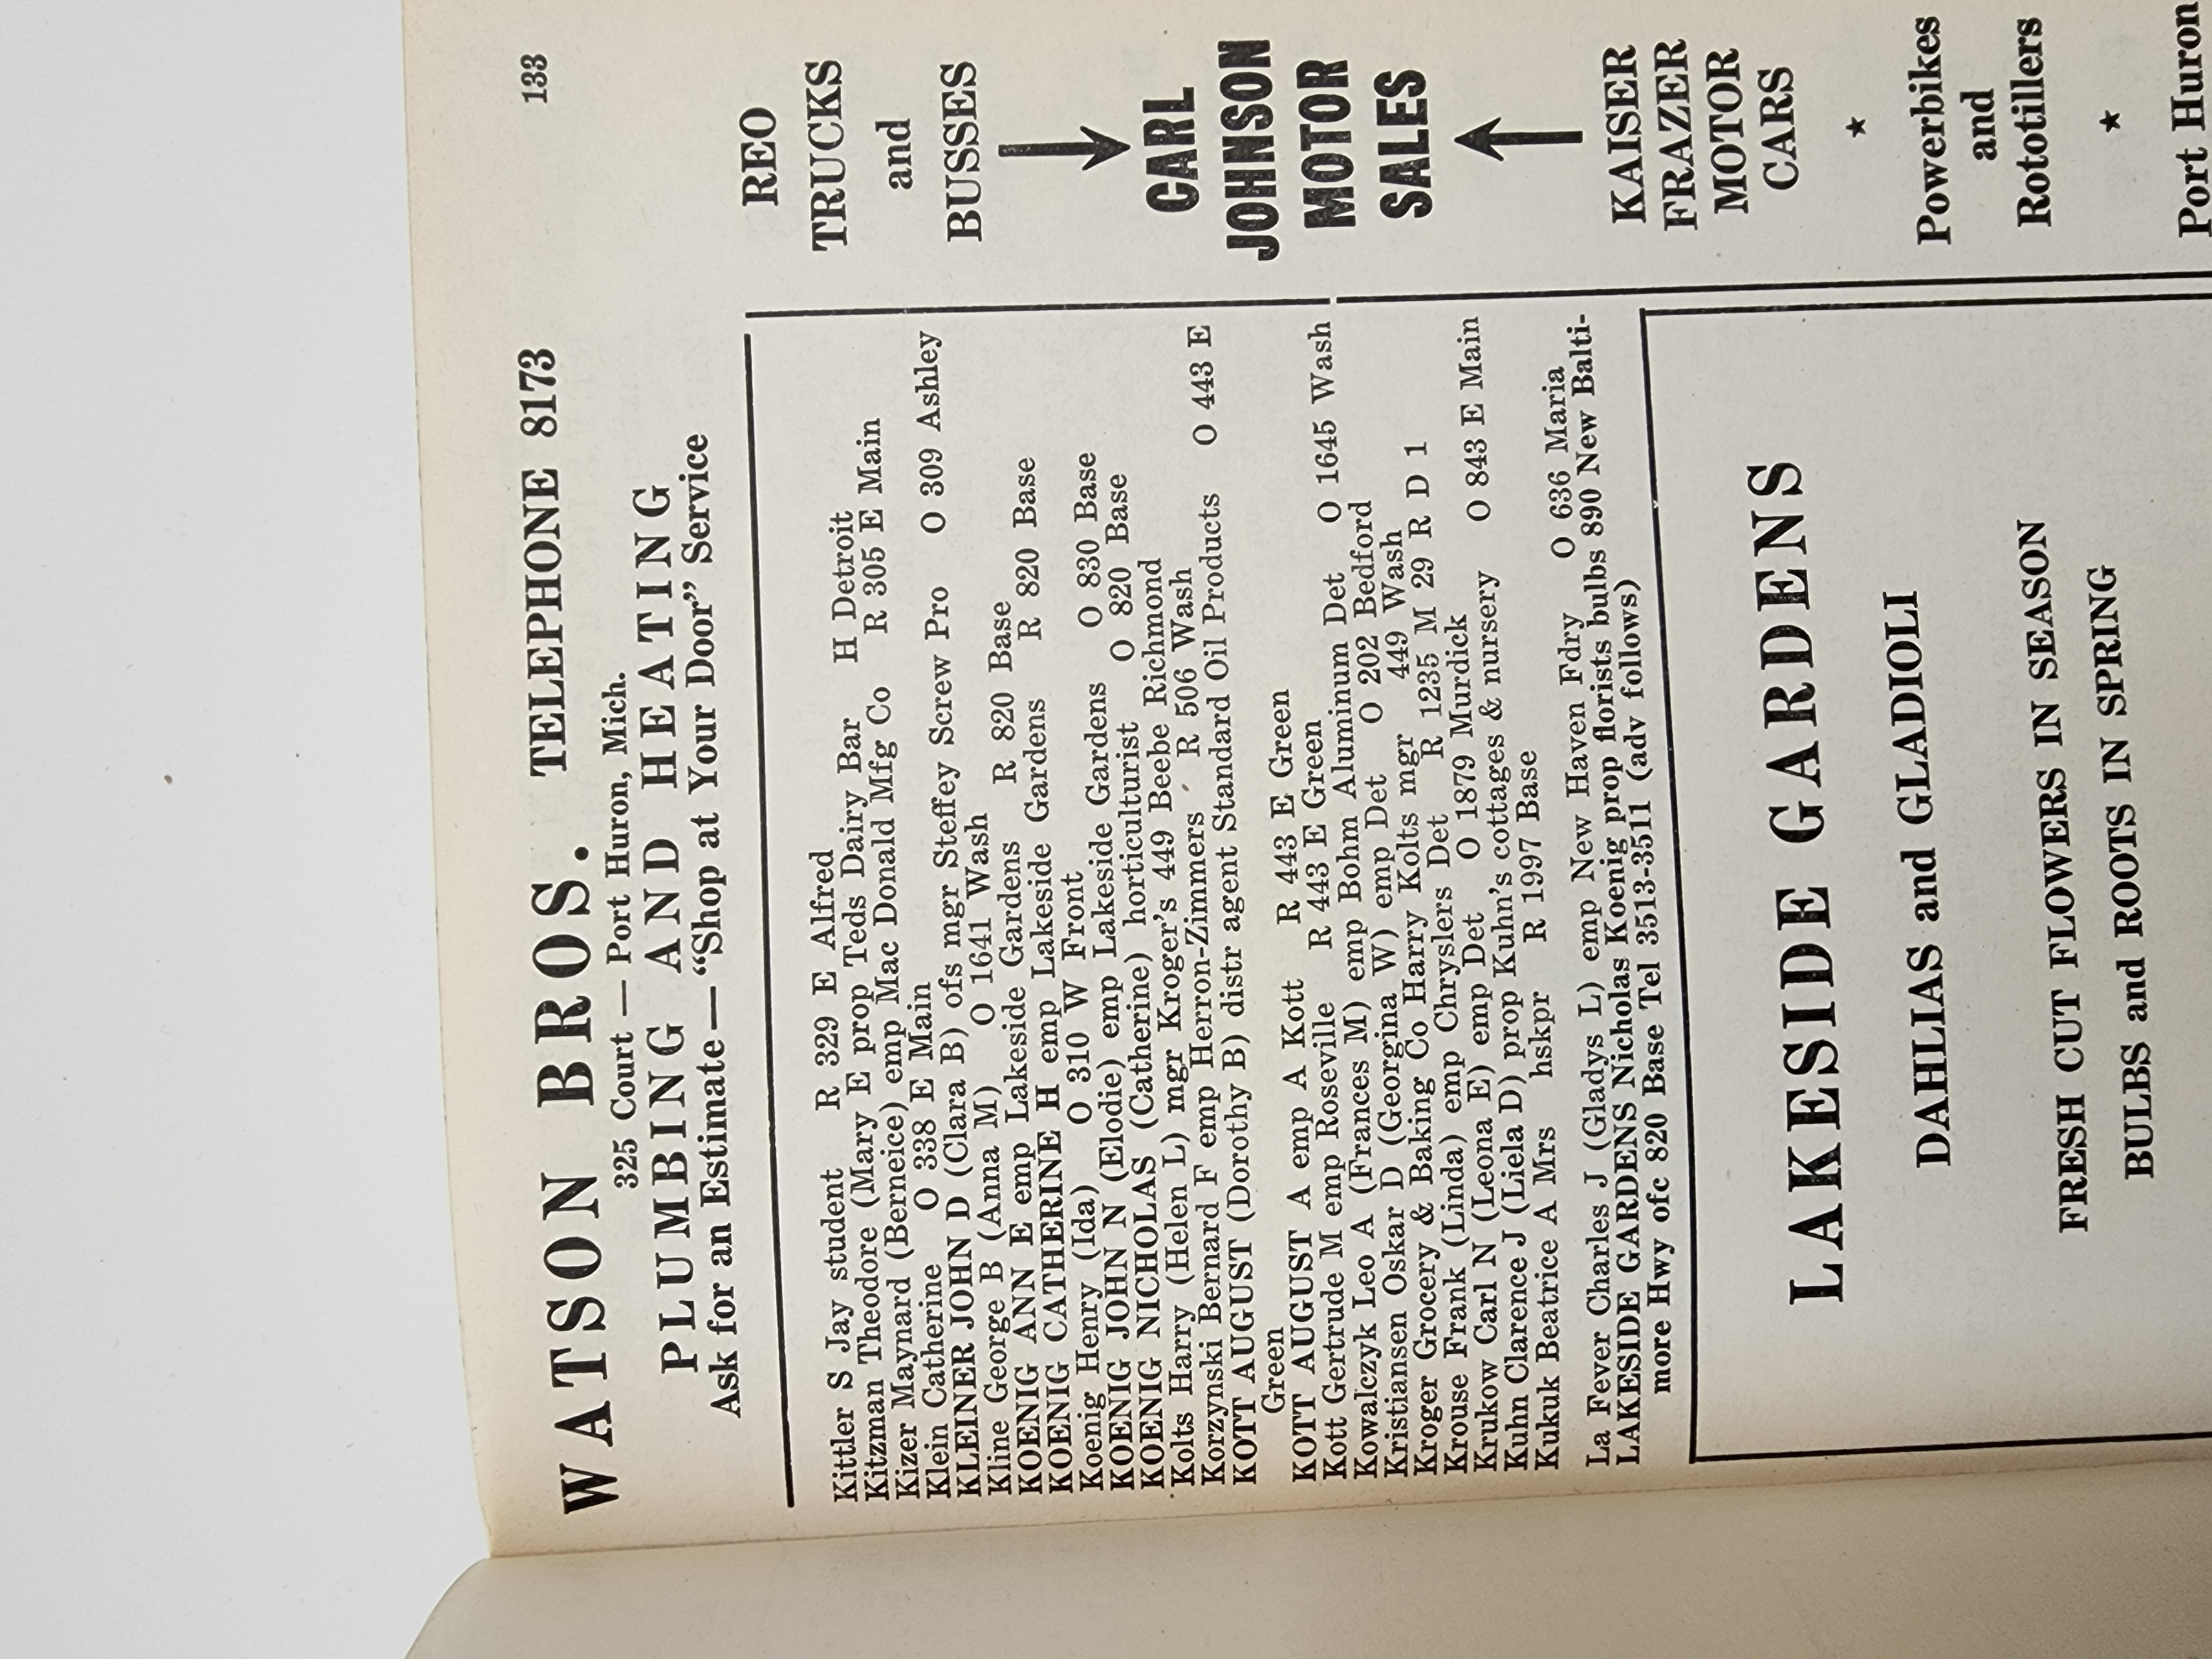 133
WATSON BROS. TELEPHONE 8173
325 Court — Port Huron, Mich.
PLUMBING AND HEATING
Ask for an Estimate—“Shop at Your Door” Service
Kittler S Jay student R 329 E Alfred
Kitzman Theodore (Mary E prop Teds Dairy Bar H Detroit
Kizer Maynard (Berneice) emp Mac Donald Mfg Co R 305 E Main
Klein Catherine O 338 E Main
KLEINER JOHN D (Clara B) ofs mgr Steffey Screw Pro O 309 Ashley
Kline George B (Anna M) O 1641 Wash
KOENIG ANN E emp Lakeside Gardens R 820 Base
KOENIG CATHERINE H emp Lakeside Gardens R 820 Base
Koenig Henry (Ida) O 310 W Front
KOENIG JOHN N (Elodie) emp Lakeside Gardens O 830 Base
KOENIG NICHOLAS (Catherine) horticulturist O 820 Base
Kolts Harry (Helen L) mgr Kroger's 449 Beebe Richmond
Korzynski Bernard F emp Herron-Zimmers R 506 Wash
KOTT AUGUST (Dorothy B) distr agent Standard Oil Products O 443 E
Green
KOTT AUGUST A emp A Kott R 443 E Green
Kott Gertrude M emp Roseville R 443 E Green
Kowalczyk Leo A (Frances M) emp Bohm Aluminum Det O 1645 Wash
Kristiansen Oskar D (Georgina W) emp Det O 202 Bedford
Kroger Grocery & Baking Co Harry Kolts mgr 449 Wash
Krouse Frank (Linda) emp Chryslers Det R 1235 M 29 R D 1
Krukow Carl N (Leona E) emp Det O 1879 Murdick
Kuhn Clarence J (Liela D) prop Kuhn's cottages & nursery O 843 E Main
Kukuk Beatrice A Mrs hskpr R 1997 Base
La Fever Charles J (Gladys L) emp New Haven Fdry O 636 Maria
LAKESIDE GARDENS Nicholas Koenig prop florists bulbs 890 New Balti-
more Hwy ofc 820 Base Tel 3513-3511 (adv follows)
LAKESIDE GARDENS
DAHLIAS and GLADIOLI
FRESH CUT FLOWERS IN SEASON
BULBS and ROOTS IN SPRING
REO
TRUCKS
and
BUSSES
CARL
JOHNSON
MOTOR
SALES
KAISER
FRAZER
MOTOR
CARS
★
Powerbikes
and
Rototillers
★
Port Huron